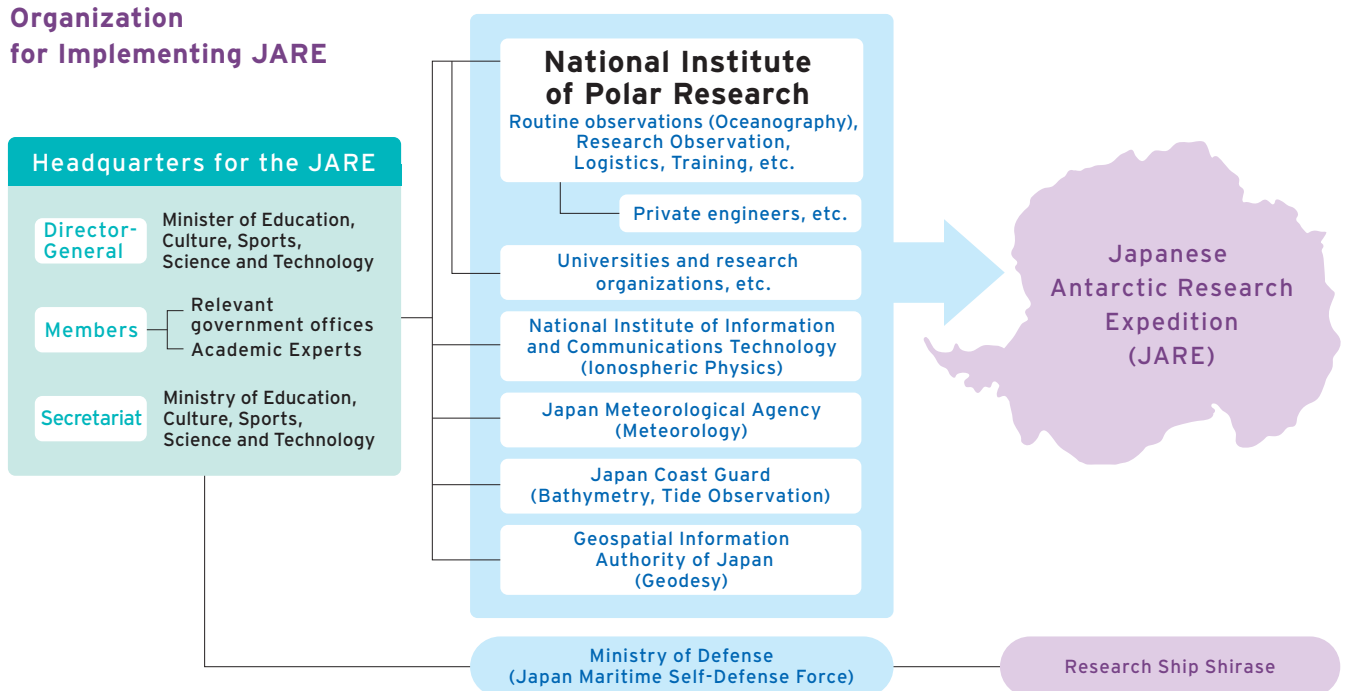 Organization
for Implementing JARE
Headquarters for the JARE
Director-
General
Minister of Education,
Culture, Sports,
Science and Technology
Members
Relevant
government offices
Academic Experts
Secretariat
Ministry of Education,
Culture, Sports,
Science and Technology
National Institute
of Polar Research
Routine observations (Oceanography),
Research Observation,
Logistics, Training, etc.
Private engineers, etc.
Universities and research
organizations, etc.
National Institute of Information
and Communications Technology
(Ionospheric Physics)
Japan Meteorological Agency
(Meteorology)
Japan Coast Guard
(Bathymetry, Tide Observation)
Geospatial Information
Authority of Japan
(Geodesy)
Ministry of Defense
(Japan Maritime Self-Defense Force)
Japanese
Antarctic Research
Expedition
(JARE)
Research Ship Shirase